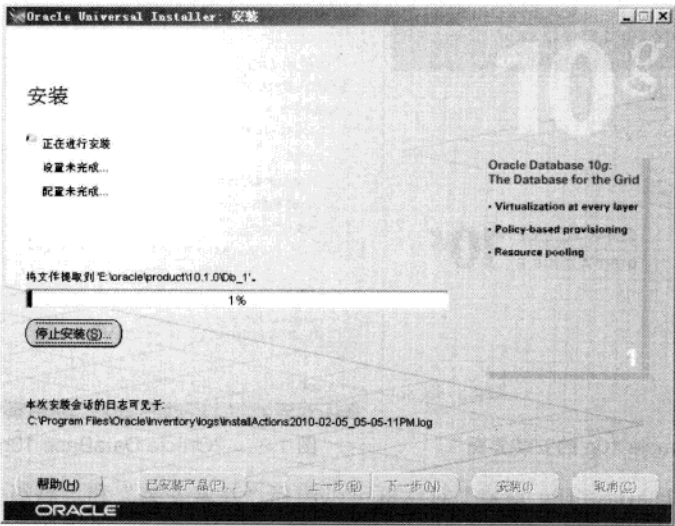 Oracle Universal Installer: 安装
10g
安装
正在进行安装
设置未完成...
配置未完成...
Oracle Database 10g:
The Database for the Grid
• Virtualization at every layer
• Policy-based provisioning
• Resource pooling
将文件提取到 'E:\oracle\product\10.1.0\Db_1'。
1%
停止安装(S)...
1
本次安装会话的日志可见于:
C:\Program Files\Oracle\Inventory\logs\installActions2010-02-05_05-05-11PM.log
帮助(H) 已安装产品(P)... 上一步(B) 下一步(N) 安装(I) 取消(C)
ORACLE